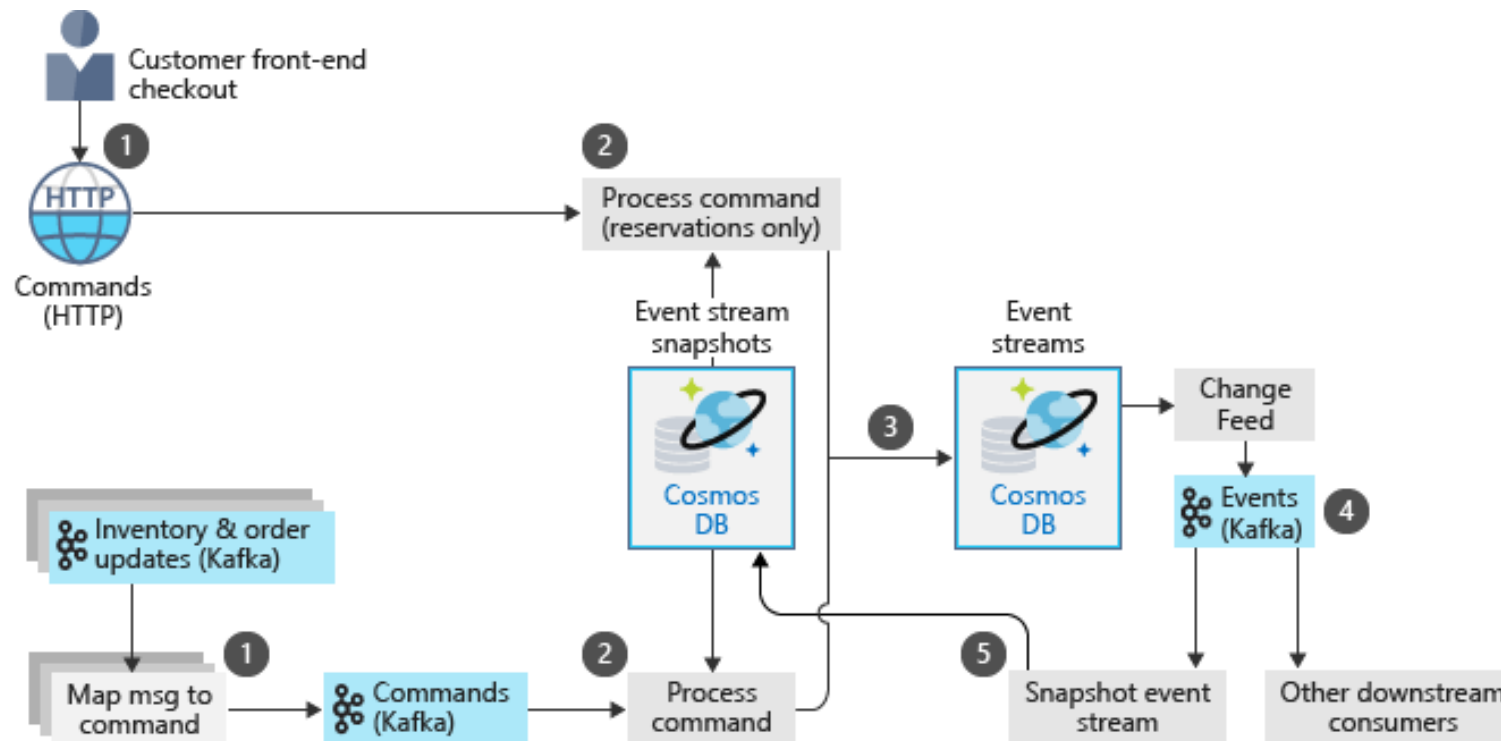 Customer front-end
checkout
1
HTTP
Commands
(HTTP)
2
Process command
(reservations only)
Event stream
snapshots
Cosmos
DB
3
Event
streams
Cosmos
DB
Change
Feed
Events
(Kafka)
4
Inventory & order
updates (Kafka)
1
Map msg to
command
Commands
(Kafka)
2
Process
command
5
Snapshot event
stream
Other downstream
consumers